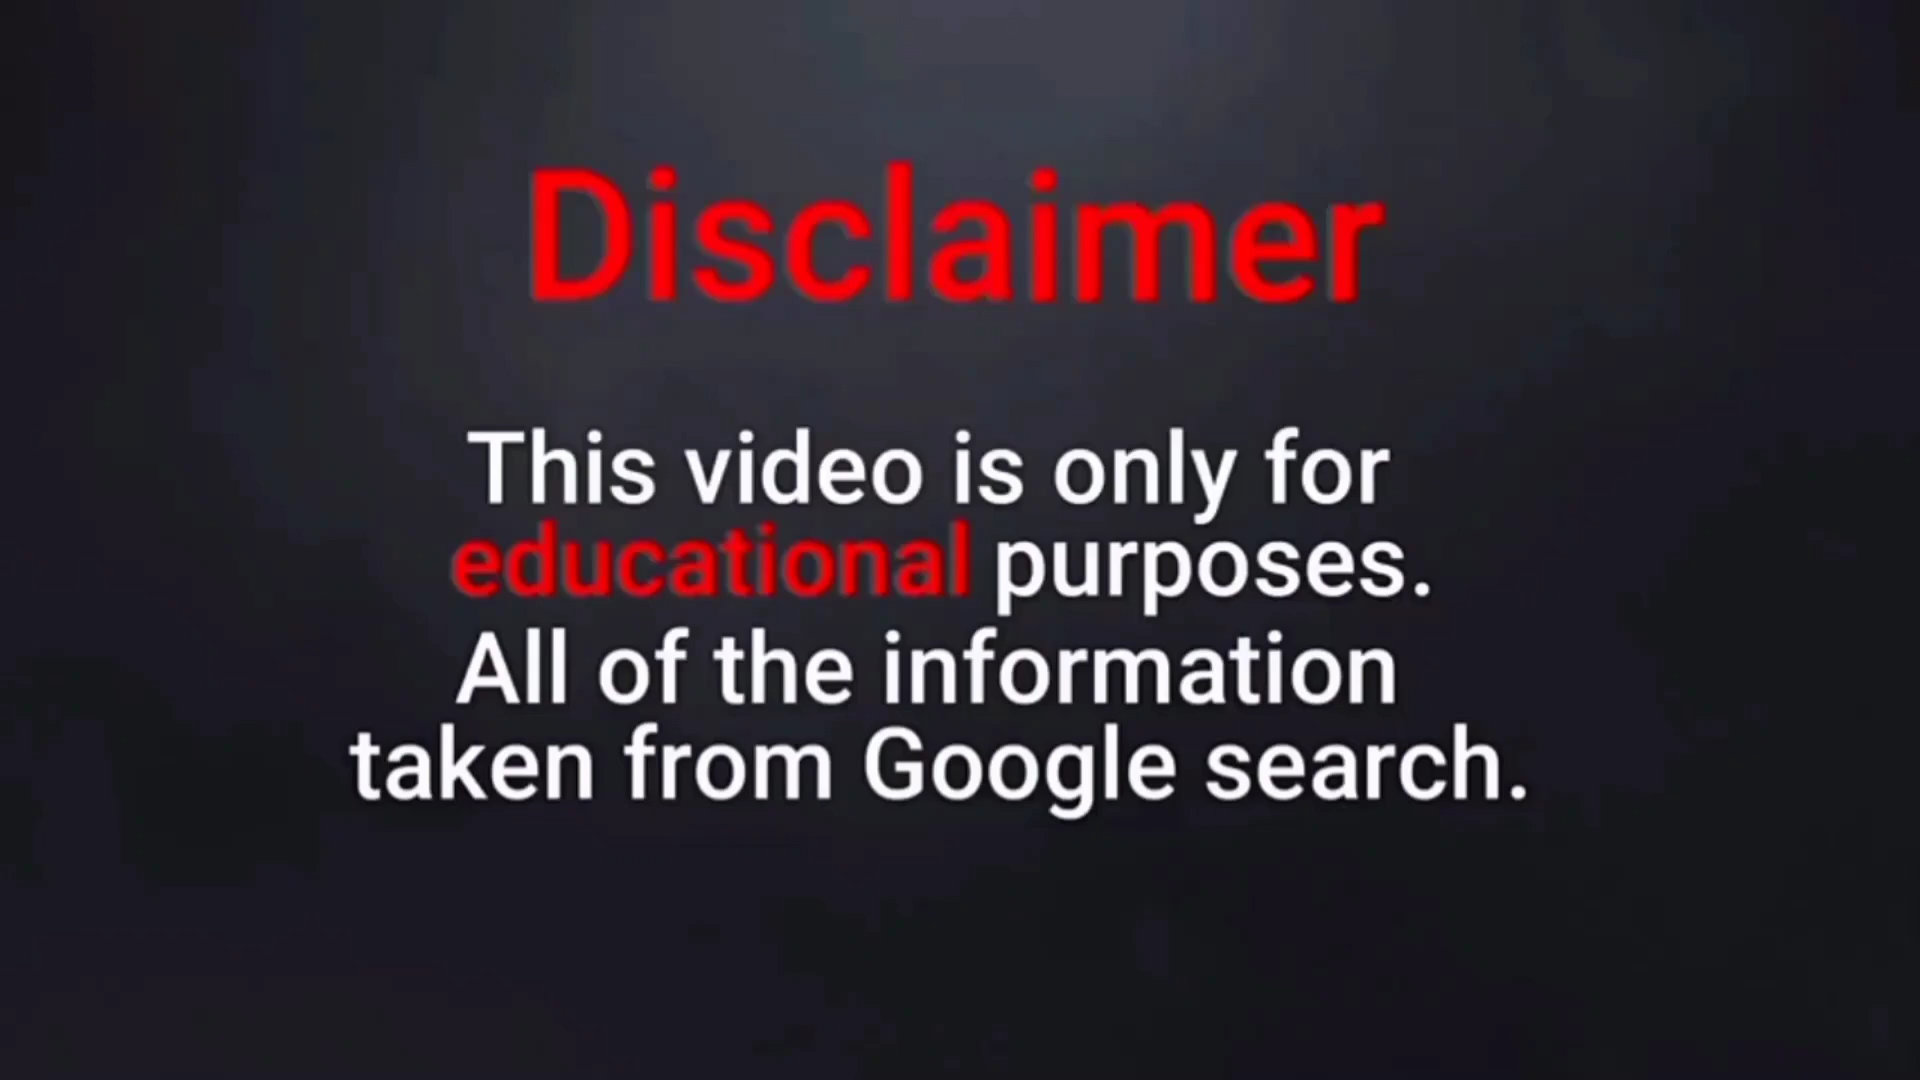 Disclaimer
This video is only for
educational purposes.
All of the information
taken from Google search.